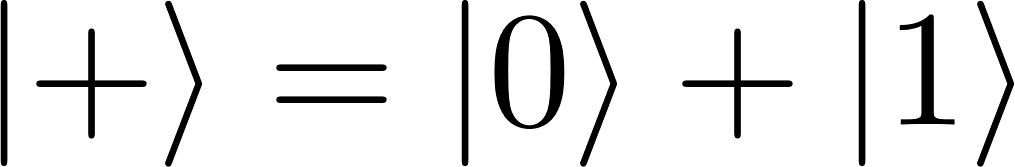 |+⟩ = |0⟩ + |1⟩